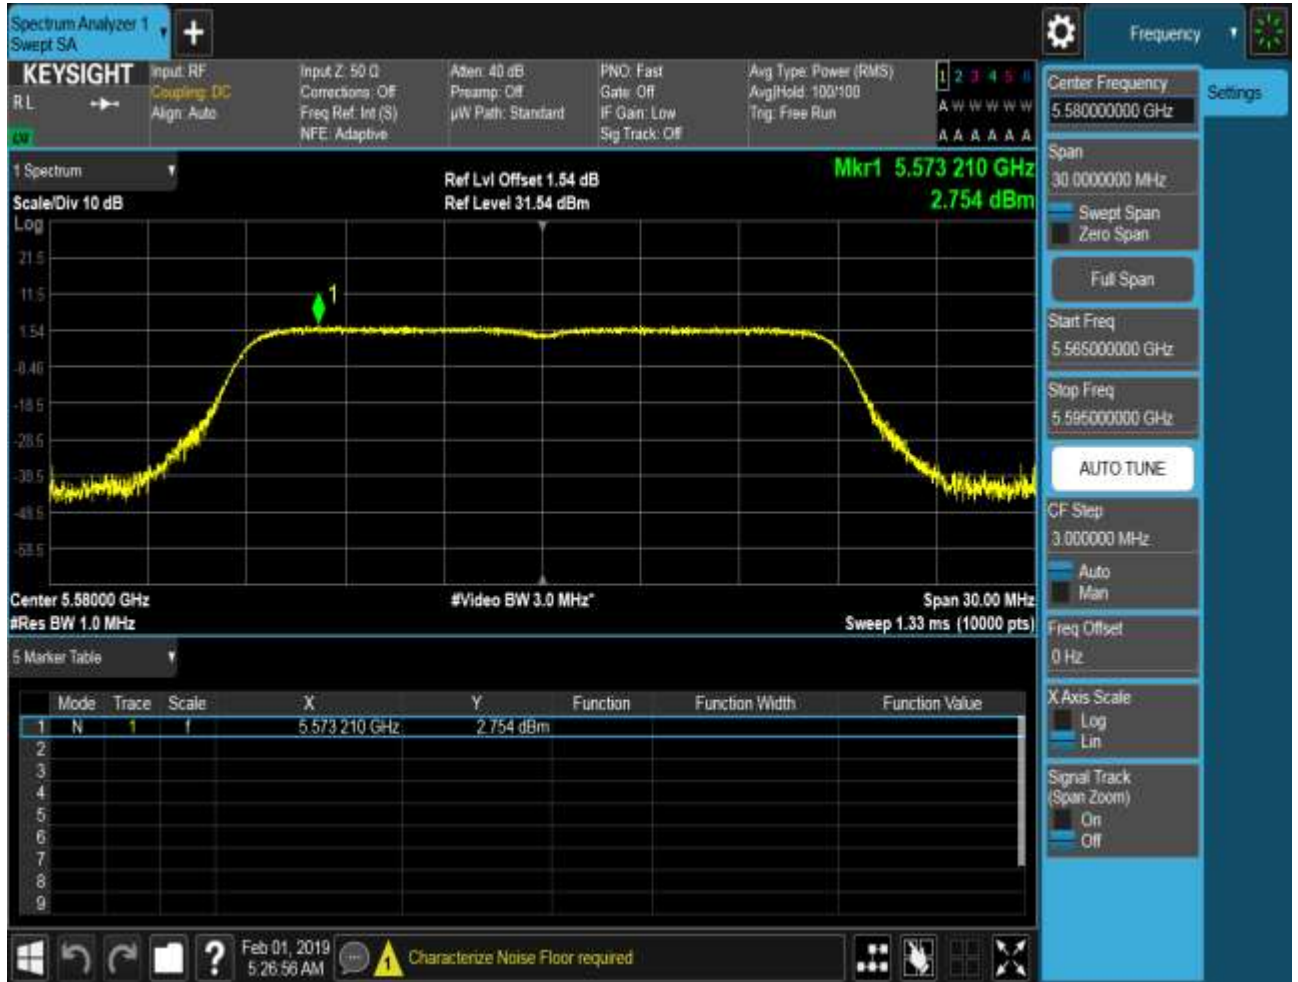 Spectrum Analyzer 1
Swept SA
Frequency
KEYSIGHT
R L
Input: RF
Coupling: DC
Align: Auto
Input Z: 50 Ω
Corrections: Off
Freq Ref: Int (S)
NFE: Adaptive
Atten: 40 dB
Preamp: Off
µW Path: Standard
PNO: Fast
Gate: Off
IF Gain: Low
Sig Track: Off
Avg Type: Power (RMS)
Avg|Hold: 100/100
Trig: Free Run
1 2 3 4 5 6
A W W W W W
A A A A A A
1 Spectrum
Scale/Div 10 dB
Ref Lvl Offset 1.54 dB
Ref Level 31.54 dBm
Mkr1 5.573 210 GHz
2.754 dBm
Log
21.5
11.5
1.54
-8.46
-18.5
-28.5
-38.5
-48.5
-58.5
1
Center 5.58000 GHz
#Res BW 1.0 MHz
#Video BW 3.0 MHz*
Span 30.00 MHz
Sweep 1.33 ms (10000 pts)
5 Marker Table
Mode Trace Scale X Y Function Function Width Function Value
1 N 1 f 5.573 210 GHz 2.754 dBm
2
3
4
5
6
7
8
9
Feb 01, 2019
5:26:56 AM
?
1
Characterize Noise Floor required
Settings
Center Frequency
5.580000000 GHz
Span
30.0000000 MHz
Swept Span
Zero Span
Full Span
Start Freq
5.565000000 GHz
Stop Freq
5.595000000 GHz
AUTO TUNE
CF Step
3.000000 MHz
Auto
Man
Freq Offset
0 Hz
X Axis Scale
Log
Lin
Signal Track
(Span Zoom)
On
Off